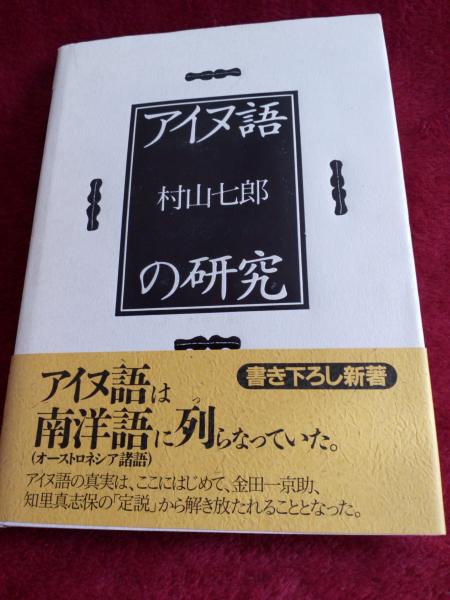 アイヌ語
村山七郎
の研究
書き下ろし新著
アイヌ語は
南洋語に列らなっていた。
つ
(オーストロネシア諸語)
アイヌ語の真実は、ここにはじめて、金田一京助、
知里真志保の「定説」から解き放たれることとなった。